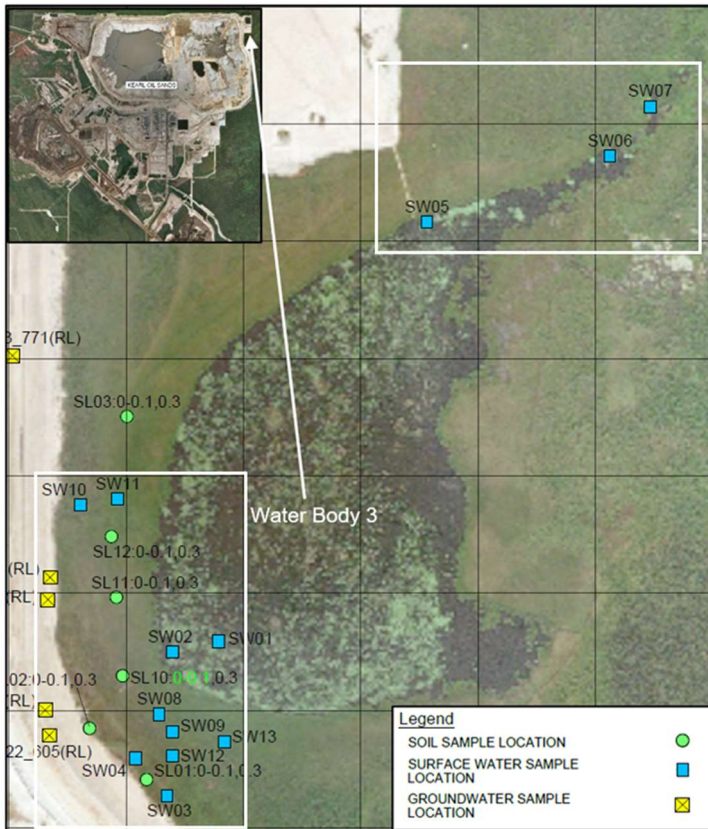 KEARL OIL SANDS
SW07
SW06
SW05
3_771(RL)
SL03:0-0.1,0.3
SW11
SW10
Water Body 3
SL12:0-0.1,0.3
(RL)
SL11:0-0.1,0.3
(RL)
SW02
SW01
02:0-0.1,0.3
SL10:0-0.1,0.3
(RL)
SW08
SW09
SW13
22_605(RL)
SW12
SW04
SL01:0-0.1,0.3
SW03
Legend
SOIL SAMPLE LOCATION
SURFACE WATER SAMPLE
LOCATION
GROUNDWATER SAMPLE
LOCATION